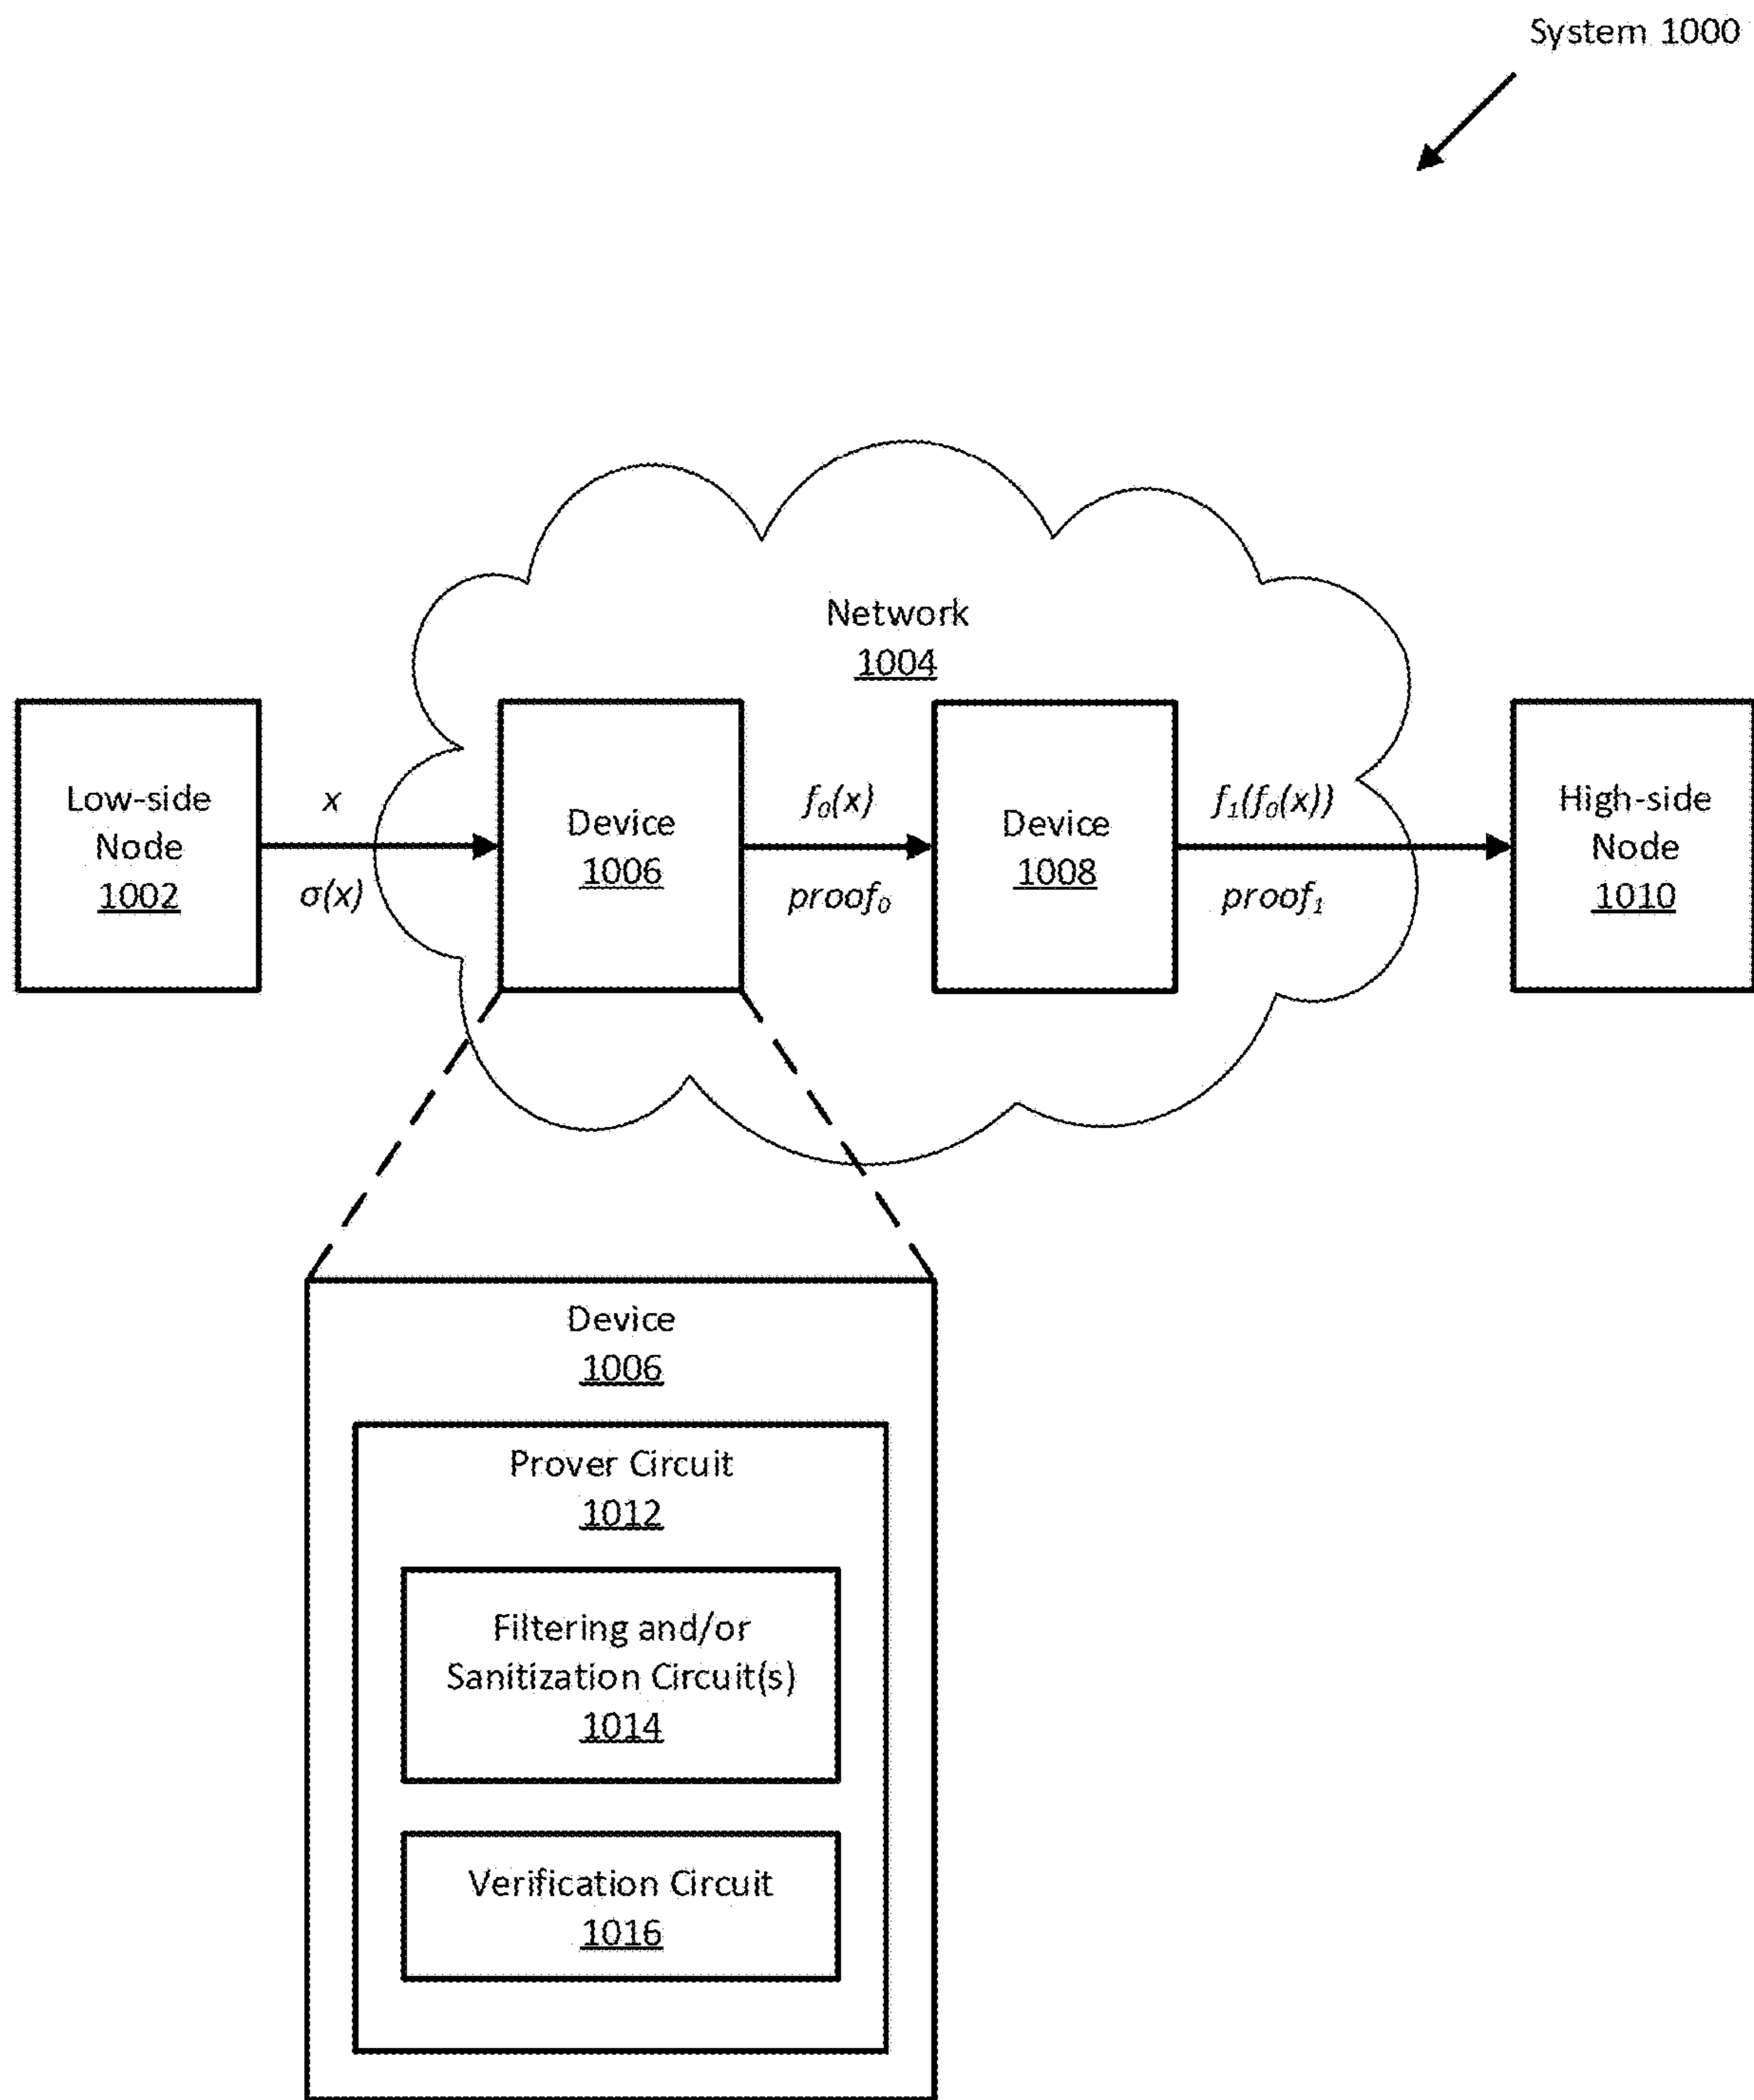 System 1000
Network
1004
Low-side
Node
1002
x
σ(x)
Device
1006
f₀(x)
proof₀
Device
1008
f₁(f₀(x))
proof₁
High-side
Node
1010
Device
1006
Prover Circuit
1012
Filtering and/or
Sanitization Circuit(s)
1014
Verification Circuit
1016